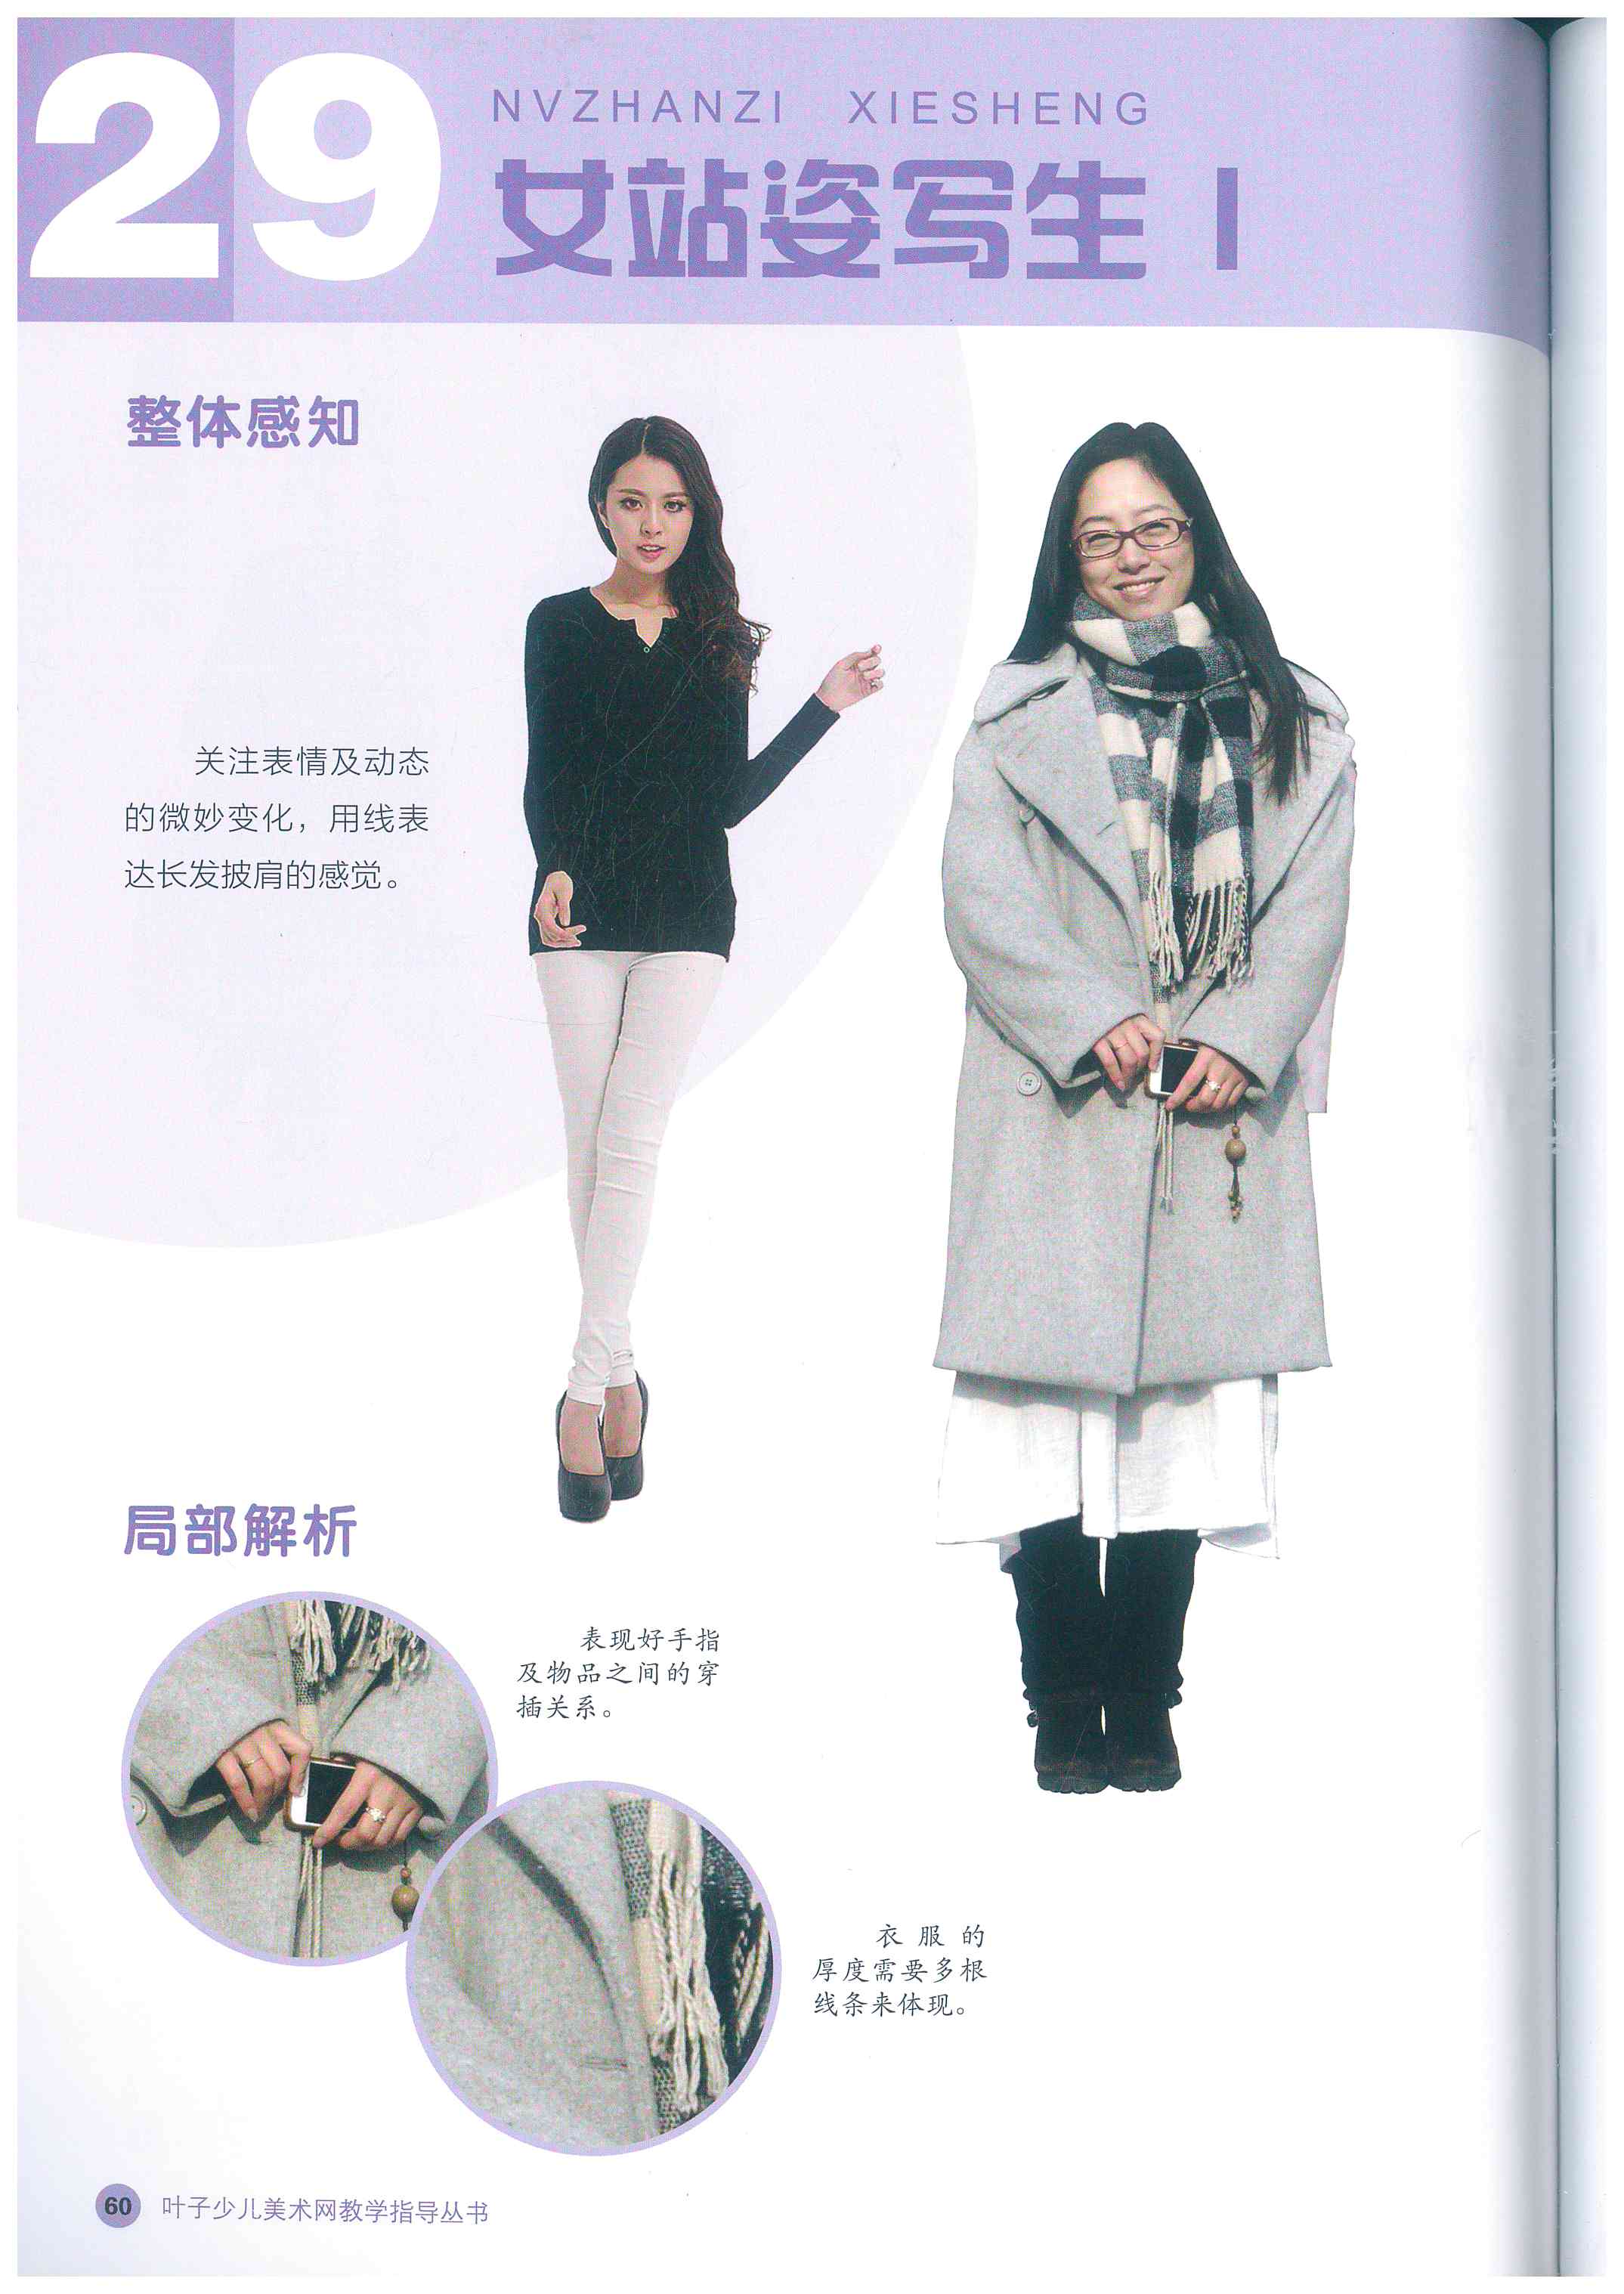 29
NVZHANZI XIESHENG
女站姿写生 I
整体感知
关注表情及动态
的微妙变化，用线表
达长发披肩的感觉。
局部解析
表现好手指
及物品之间的穿
插关系。
衣服的
厚度需要多根
线条来体现。
60 叶子少儿美术网教学指导丛书